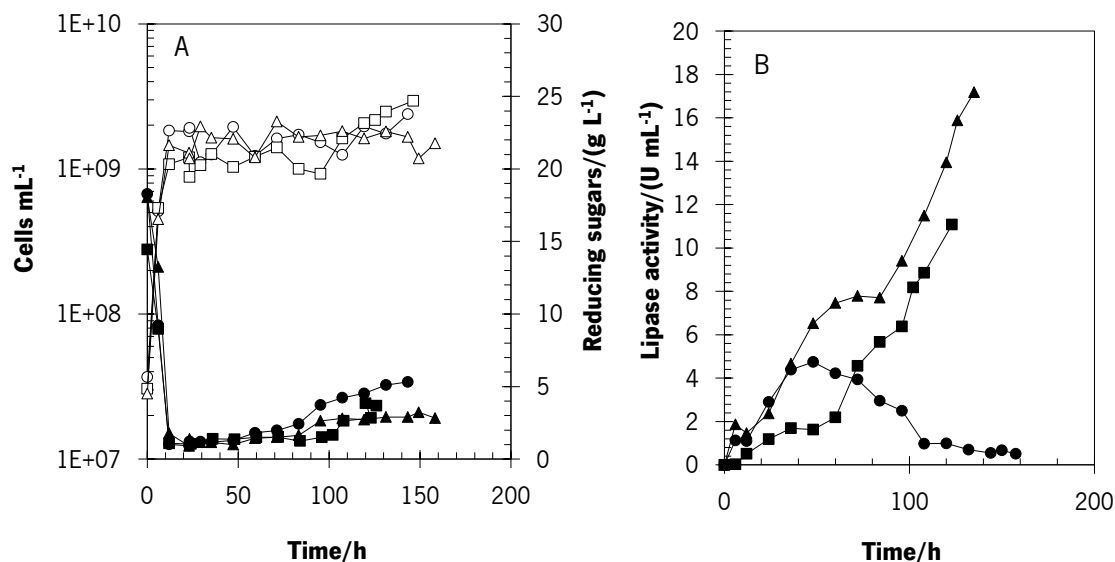 A
1E+10
1E+09
1E+08
1E+07
Cells mL-1
30
25
20
15
10
5
0
Reducing sugars/(g L-1)
0 50 100 150 200
Time/h
B
20
18
16
14
12
10
8
6
4
2
0
Lipase activity/(U mL-1)
0 100 200
Time/h